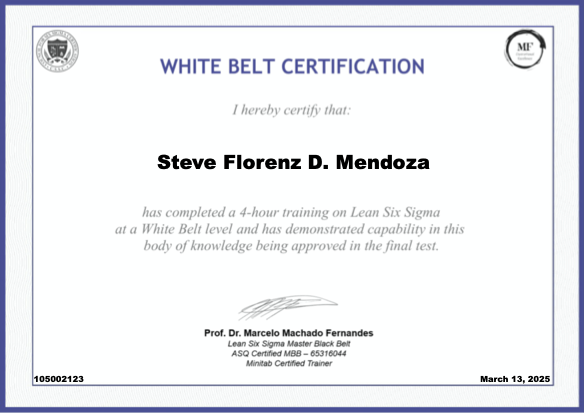 MF
WHITE BELT CERTIFICATION
I hereby certify that:
Steve Florenz D. Mendoza
has completed a 4-hour training on Lean Six Sigma
at a White Belt level and has demonstrated capability in this
body of knowledge being approved in the final test.
Prof. Dr. Marcelo Machado Fernandes
Lean Six Sigma Master Black Belt
ASQ Certified MBB – 65316044
Minitab Certified Trainer
105002123
March 13, 2025